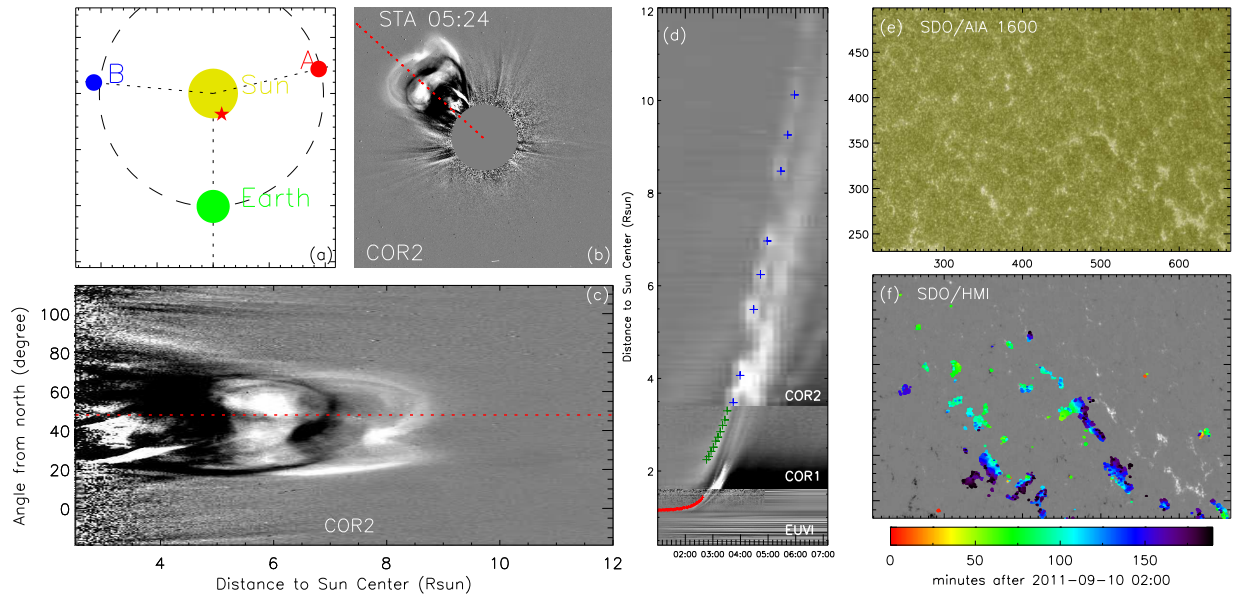 B
A
Sun
Earth
(a)
STA 05:24
COR2
(b)
(c)
100
80
60
40
20
0
Angle from north (degree)
COR2
4
6
8
10
12
Distance to Sun Center (Rsun)
(d)
12
10
8
6
4
2
Distance to Sun Center (Rsun)
COR2
COR1
EUVI
02:00 03:00 04:00 05:00 06:00 07:00
(e) SDO/AIA 1600
450
400
350
300
250
300
400
500
600
(f) SDO/HMI
0
50
100
150
minutes after 2011-09-10 02:00